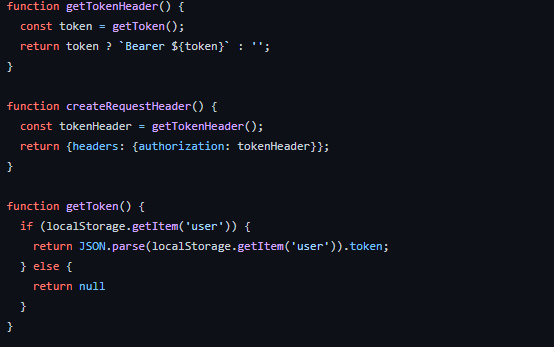 function getTokenHeader() {
  const token = getToken();
  return token ? `Bearer ${token}` : '';
}

function createRequestHeader() {
  const tokenHeader = getTokenHeader();
  return {headers: {authorization: tokenHeader}};
}

function getToken() {
  if (localStorage.getItem('user')) {
    return JSON.parse(localStorage.getItem('user')).token;
  } else {
    return null
  }
}